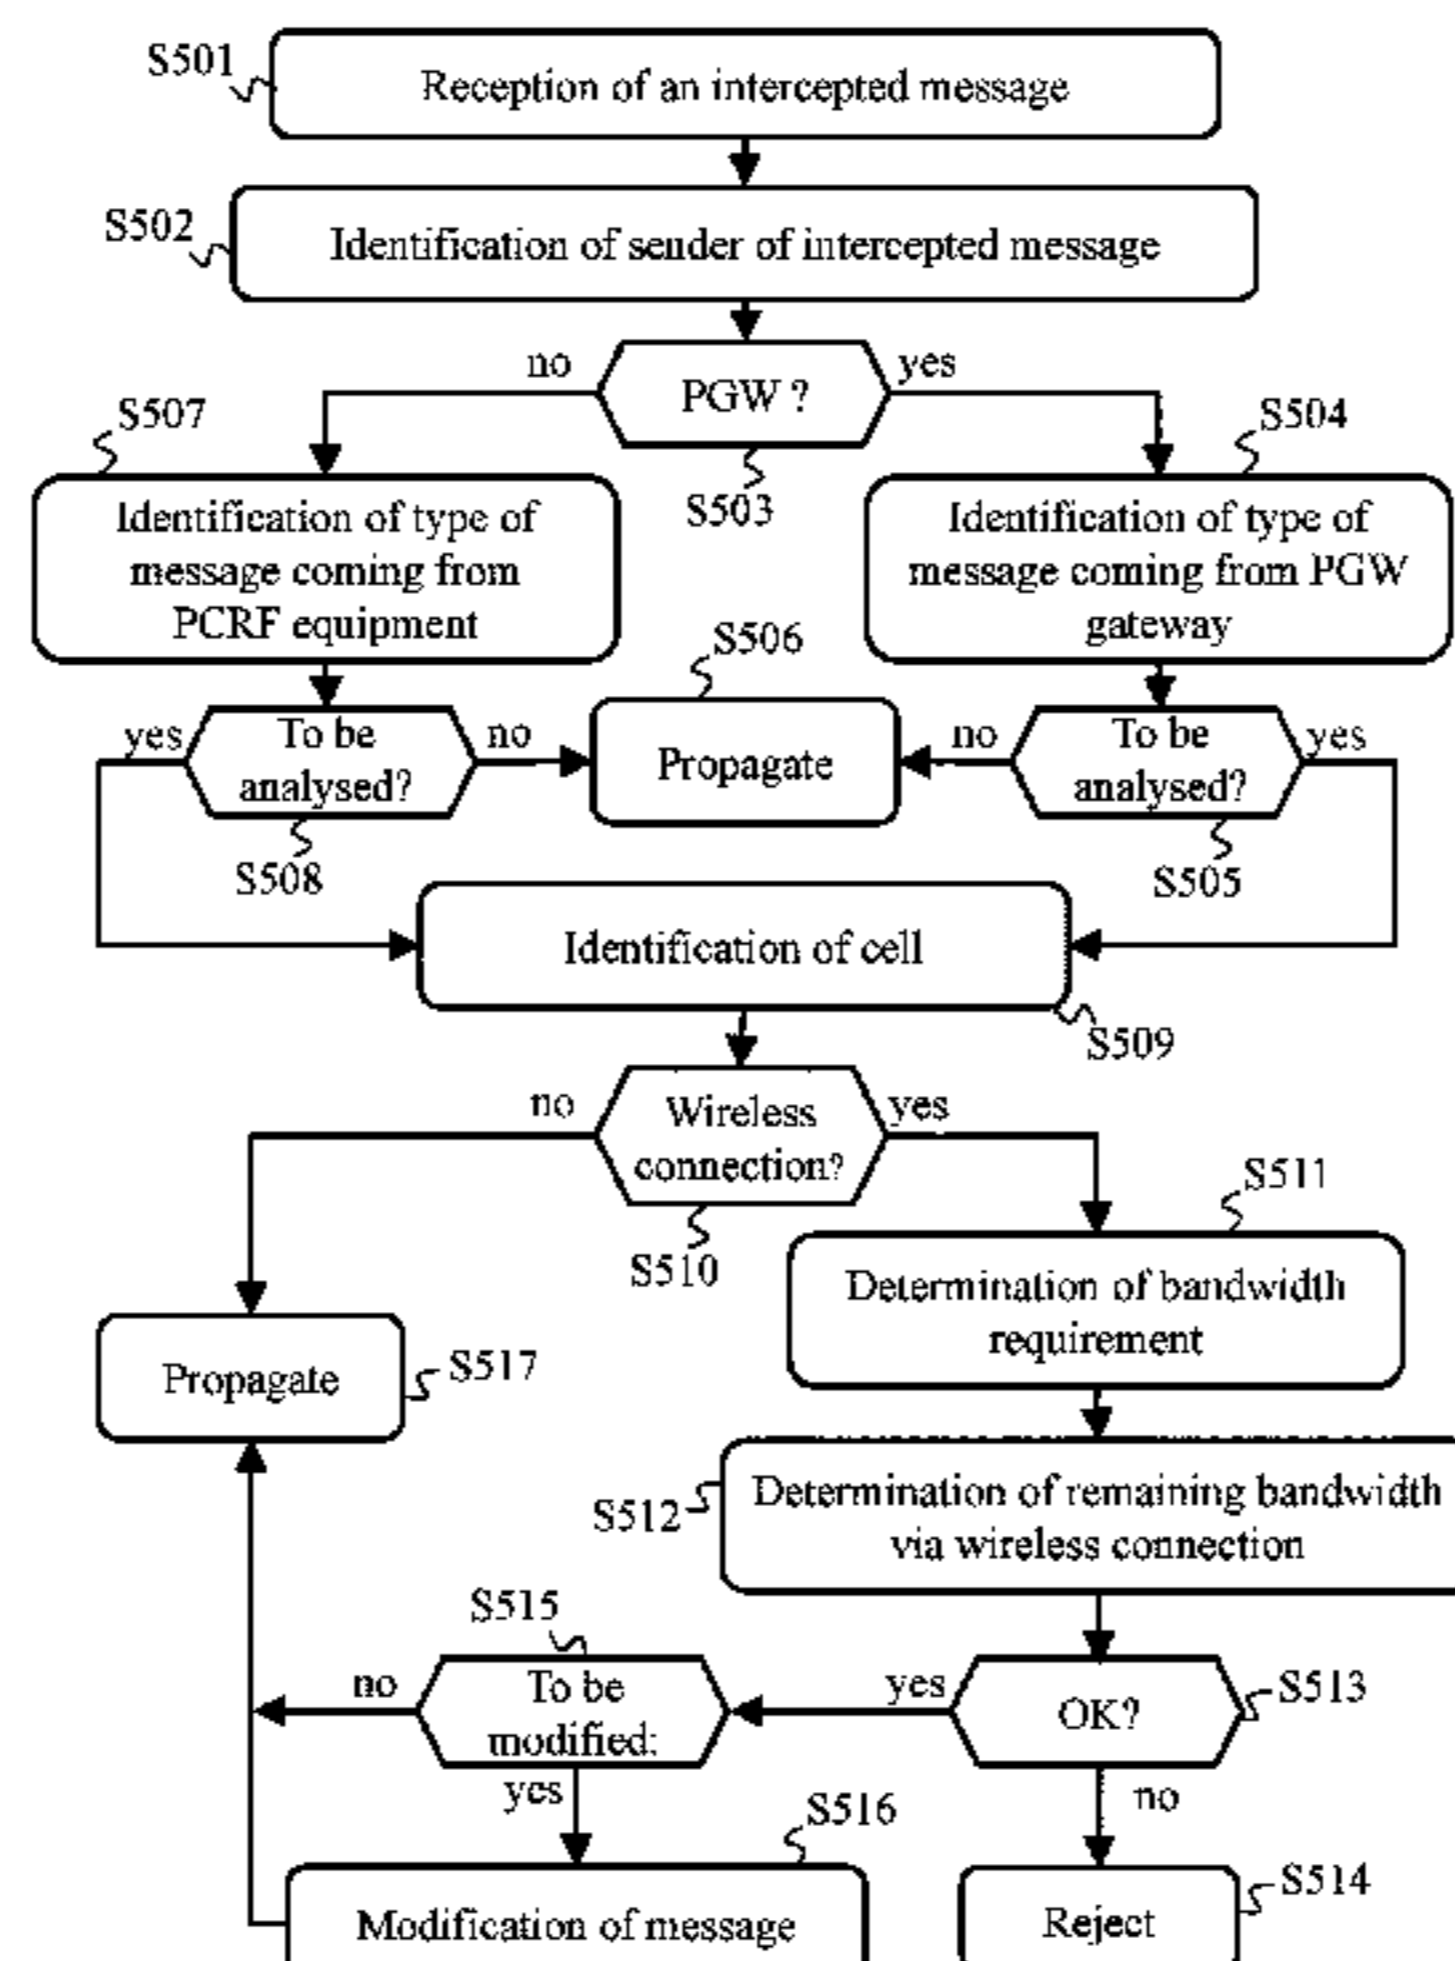 S501
Reception of an intercepted message
S502
Identification of sender of intercepted message
no
PGW ?
yes
S503
S507
Identification of type of
message coming from
PCRF equipment
S504
Identification of type of
message coming from PGW
gateway
S506
Propagate
yes
To be
analysed?
no
S508
no
To be
analysed?
yes
S505
Identification of cell
S509
no
Wireless
connection?
yes
S510
S511
Determination of bandwidth
requirement
Propagate
S517
S512
Determination of remaining bandwidth
via wireless connection
S515
no
To be
modified:
yes
yes
OK?
S513
no
S516
Modification of message
S514
Reject